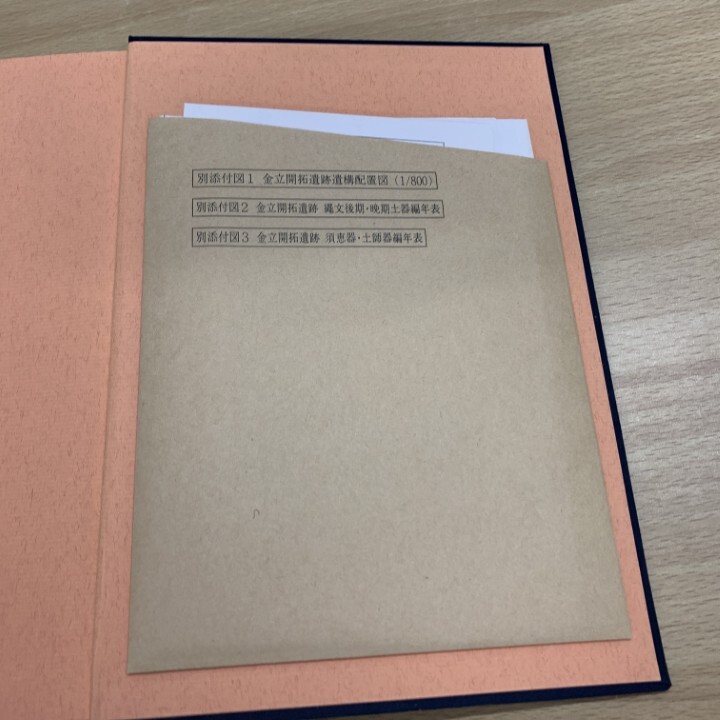 別添付図1 金立開拓遺跡遺構配置図 (1/800)
別添付図2 金立開拓遺跡 縄文後期・晩期土器編年表
別添付図3 金立開拓遺跡 須恵器・土師器編年表